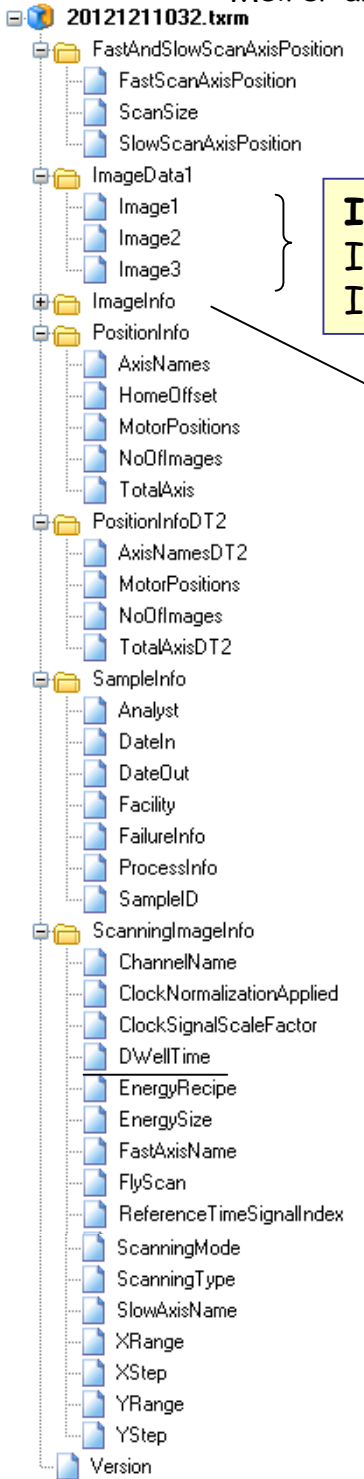 20121211032.txrm
FastAndSlowScanAxisPosition
FastScanAxisPosition
ScanSize
SlowScanAxisPosition
ImageData1
Image1
Image2
Image3
I
I
I
ImageInfo
PositionInfo
AxisNames
HomeOffset
MotorPositions
NoOfImages
TotalAxis
PositionInfoDT2
AxisNamesDT2
MotorPositions
NoOfImages
TotalAxisDT2
SampleInfo
Analyst
DateIn
DateOut
Facility
FailureInfo
ProcessInfo
SampleID
ScanningImageInfo
ChannelName
ClockNormalizationApplied
ClockSignalScaleFactor
DWellTime
EnergyRecipe
EnergySize
FastAxisName
FlyScan
ReferenceTimeSignalIndex
ScanningMode
ScanningType
SlowAxisName
XRange
XStep
YRange
YStep
Version